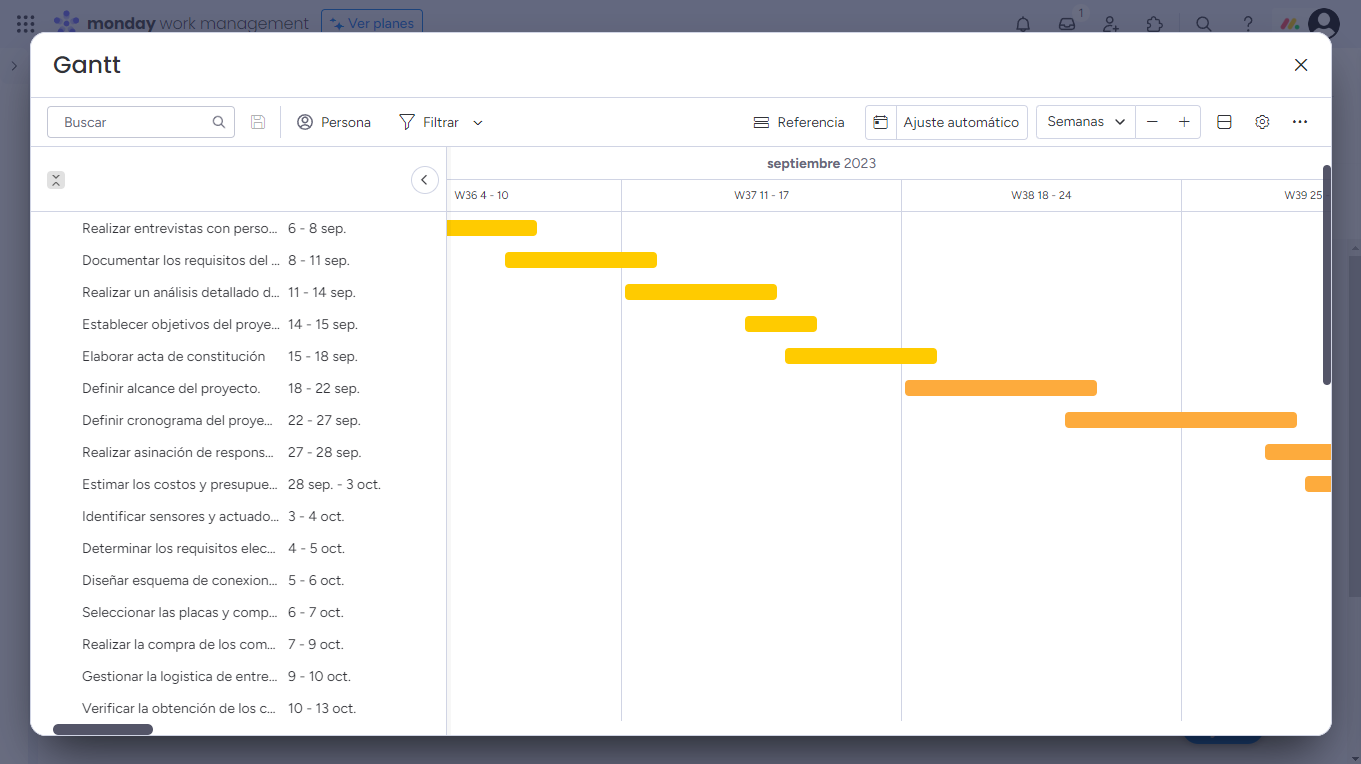 monday work management
Ver planes
1
Gantt
Buscar
Persona
Filtrar
Referencia
Ajuste automático
Semanas
septiembre 2023
W36 4 - 10
W37 11 - 17
W38 18 - 24
W39 25
Realizar entrevistas con perso... 6 - 8 sep.
Documentar los requisitos del ... 8 - 11 sep.
Realizar un análisis detallado d... 11 - 14 sep.
Establecer objetivos del proye... 14 - 15 sep.
Elaborar acta de constitución 15 - 18 sep.
Definir alcance del proyecto. 18 - 22 sep.
Definir cronograma del proye... 22 - 27 sep.
Realizar asinación de respons... 27 - 28 sep.
Estimar los costos y presupue... 28 sep. - 3 oct.
Identificar sensores y actuado... 3 - 4 oct.
Determinar los requisitos elec... 4 - 5 oct.
Diseñar esquema de conexion... 5 - 6 oct.
Seleccionar las placas y comp... 6 - 7 oct.
Realizar la compra de los com... 7 - 9 oct.
Gestionar la logistica de entre... 9 - 10 oct.
Verificar la obtención de los c... 10 - 13 oct.